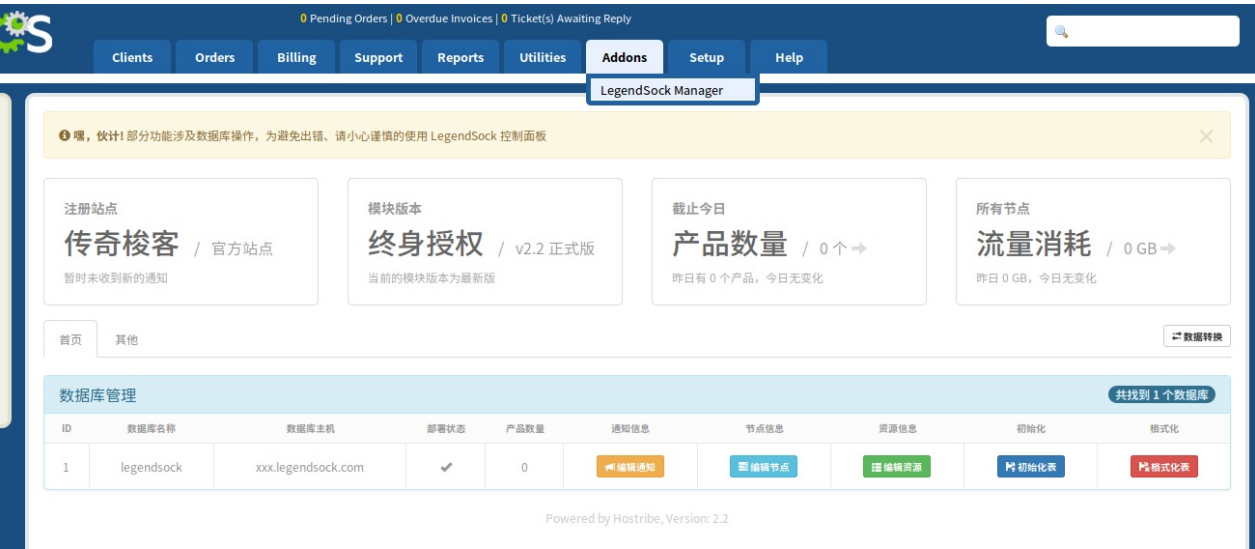 0 Pending Orders | 0 Overdue Invoices | 0 Ticket(s) Awaiting Reply
S
Clients Orders Billing Support Reports Utilities Addons Setup Help
LegendSock Manager
嘿，伙计! 部分功能涉及数据库操作，为避免出错、请小心谨慎的使用 LegendSock 控制面板
注册站点 模块版本 截止今日 所有节点
传奇梭客 / 官方站点 终身授权 / v2.2 正式版 产品数量 / 0 个 流量消耗 / 0 GB
暂时未收到新的通知 当前的模块版本为最新版 昨日有 0 个产品，今日无变化 昨日 0 GB，今日无变化
首页 其他 数据转换
数据库管理 共找到 1 个数据库
ID 数据库名称 数据库主机 部署状态 产品数量 通知信息 节点信息 资源信息 初始化 格式化
1 legendsock xxx.legendsock.com ✔ 0 编辑通知 编辑节点 编辑资源 初始化表 格式化表
Powered by Hostribe, Version: 2.2